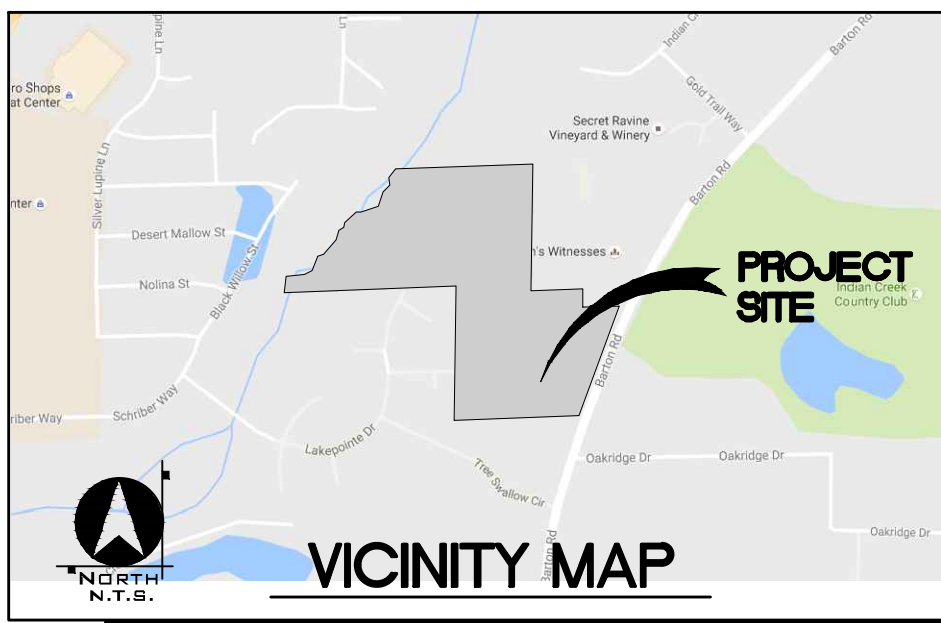 Lupine Ln
Ln
Indian C
Barton Rd
ro Shops
at Center
Gold Trail Way
Secret Ravine
Vineyard & Winery
Silver Lupine Ln
Barton Rd
nter
Desert Mallow St
n's Witnesses
PROJECT
SITE
Nolina St
Black Willow St
Indian Creek
Country Club
Barton Rd
Schriber Way
riber Way
Lakepointe Dr
Oakridge Dr
Oakridge Dr
Tree Swallow Cir
Oakridge Dr
Barton Rd
VICINITY MAP
NORTH
N.T.S.